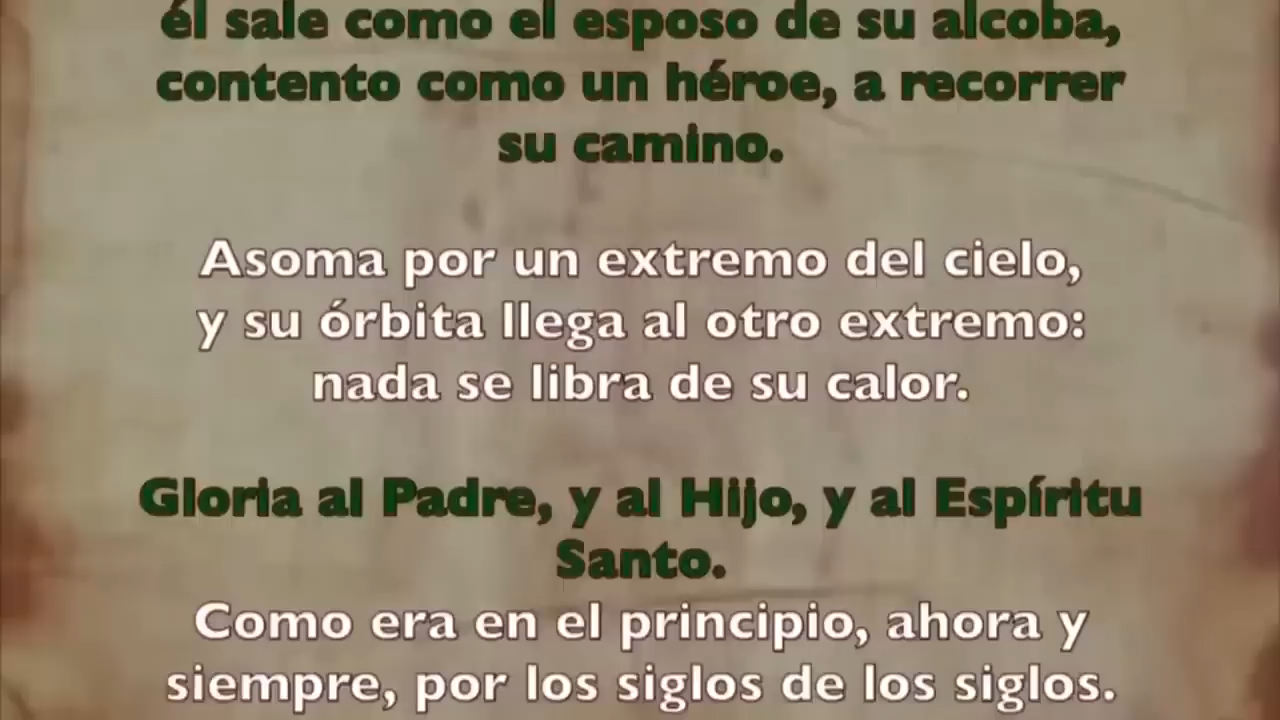 él sale como el esposo de su alcoba,
contento como un héroe, a recorrer
su camino.
Asoma por un extremo del cielo,
y su órbita llega al otro extremo:
nada se libra de su calor.
Gloria al Padre, y al Hijo, y al Espíritu
Santo.
Como era en el principio, ahora y
siempre, por los siglos de los siglos.